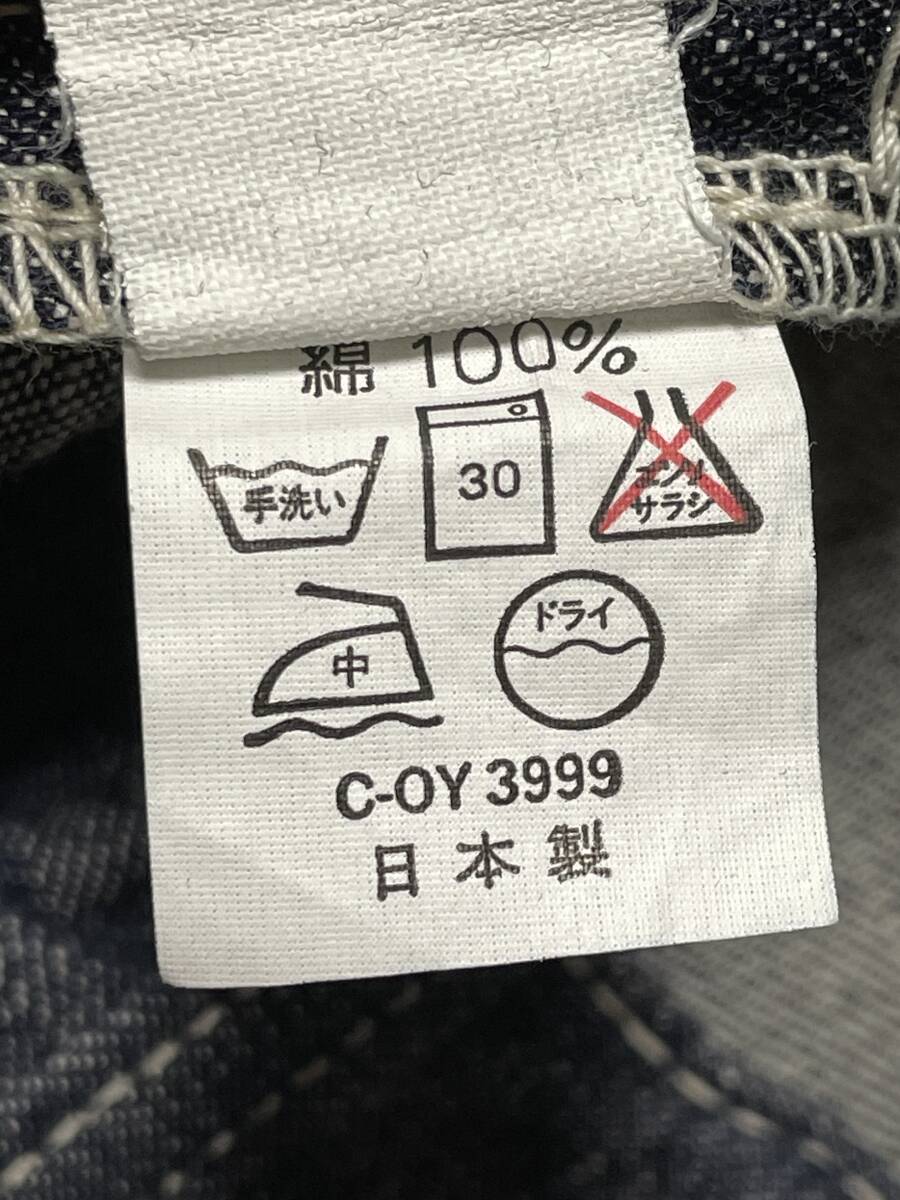 綿 100%
手洗い
30
エンソ
サラシ
中
ドライ
C-OY 3999
日本製